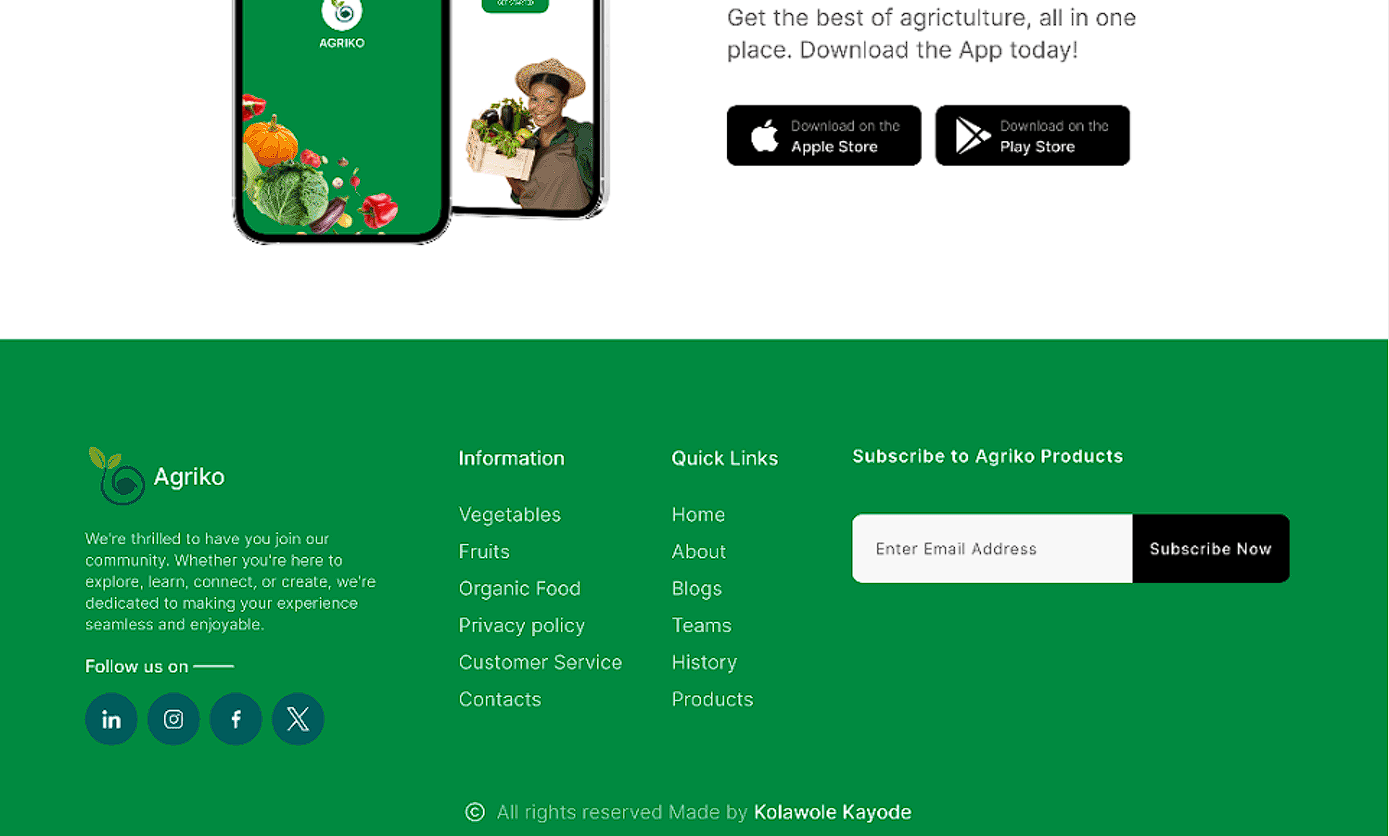 GET STARTED
AGRIKO
Get the best of agrictulture, all in one
place. Download the App today!
Download on the
Apple Store
Download on the
Play Store
Agriko
We're thrilled to have you join our
community. Whether you're here to
explore, learn, connect, or create, we're
dedicated to making your experience
seamless and enjoyable.
Follow us on
in
f
X
Information
Vegetables
Fruits
Organic Food
Privacy policy
Customer Service
Contacts
Quick Links
Home
About
Blogs
Teams
History
Products
Subscribe to Agriko Products
Enter Email Address
Subscribe Now
© All rights reserved Made by Kolawole Kayode